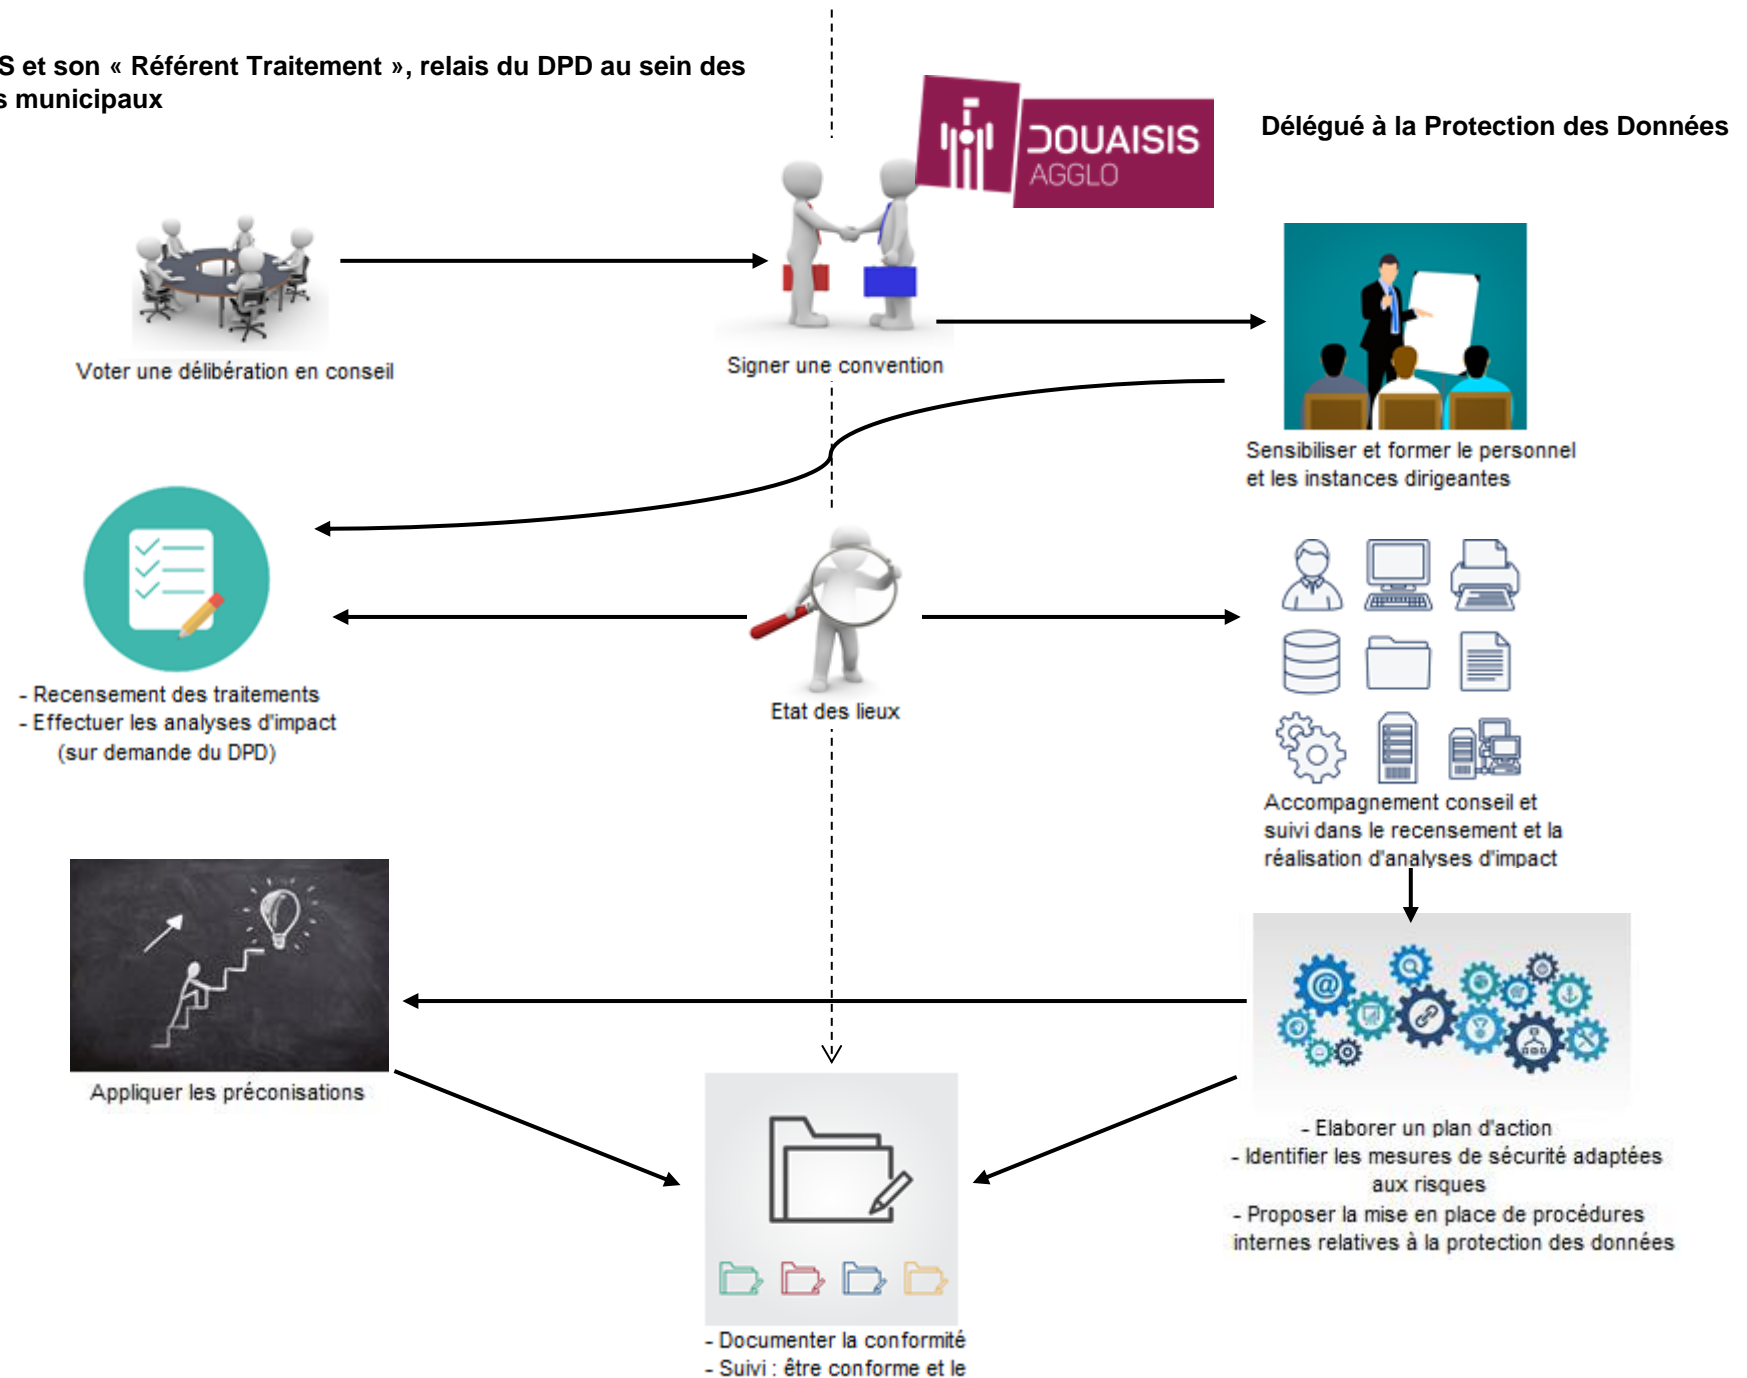 S et son « Référent Traitement », relais du DPD au sein des
s municipaux
DOUAISIS
AGGLO
Délégué à la Protection des Données
Voter une délibération en conseil
Signer une convention
Sensibiliser et former le personnel
et les instances dirigeantes
- Recensement des traitements
- Effectuer les analyses d'impact
(sur demande du DPD)
Etat des lieux
Accompagnement conseil et
suivi dans le recensement et la
réalisation d'analyses d'impact
Appliquer les préconisations
@
- Elaborer un plan d'action
- Identifier les mesures de sécurité adaptées
aux risques
- Proposer la mise en place de procédures
internes relatives à la protection des données
- Documenter la conformité
- Suivi : être conforme et le